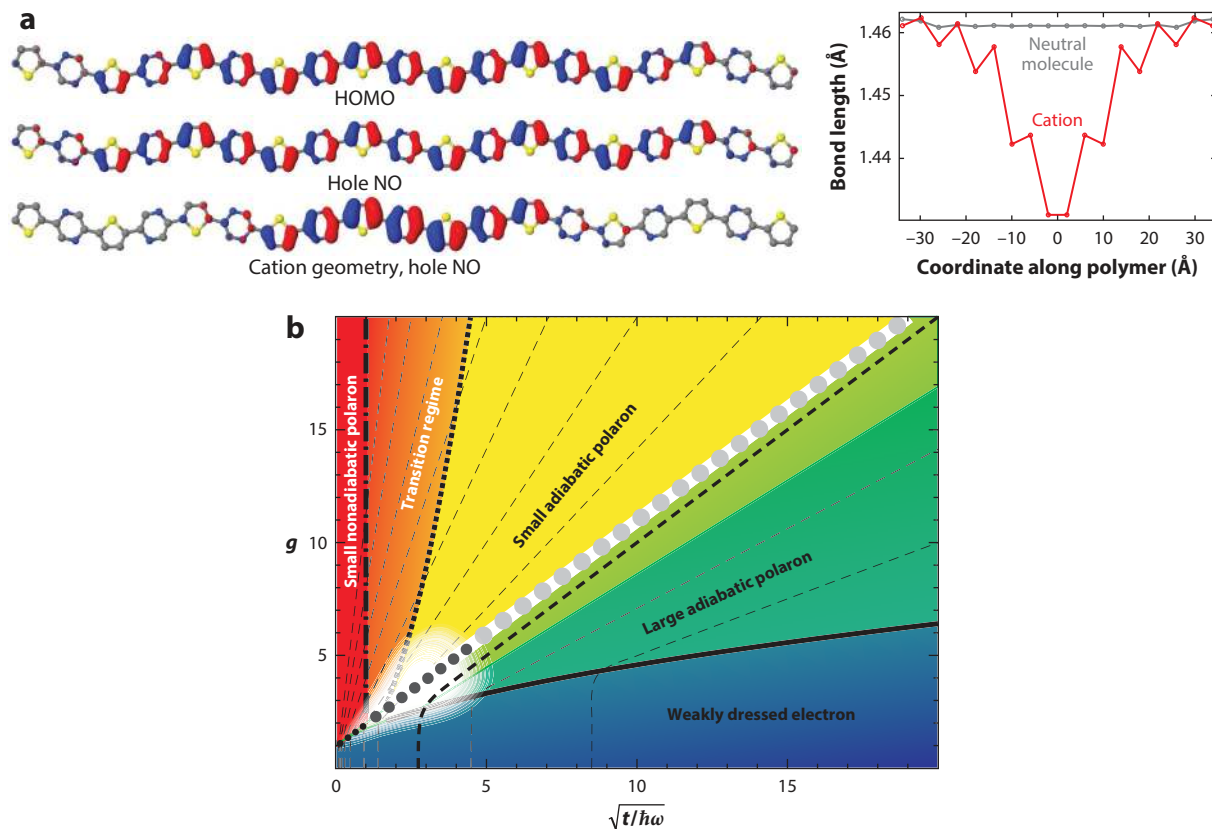 a
HOMO
Hole NO
Cation geometry, hole NO
1.46
1.45
1.44
Bond length (Å)
Neutral
molecule
Cation
−30
−20
−10
0
10
20
30
Coordinate along polymer (Å)
b
15
10
5
g
Small nonadiabatic polaron
Transition regime
Small adiabatic polaron
Large adiabatic polaron
Weakly dressed electron
0
5
10
15
√t/ħω